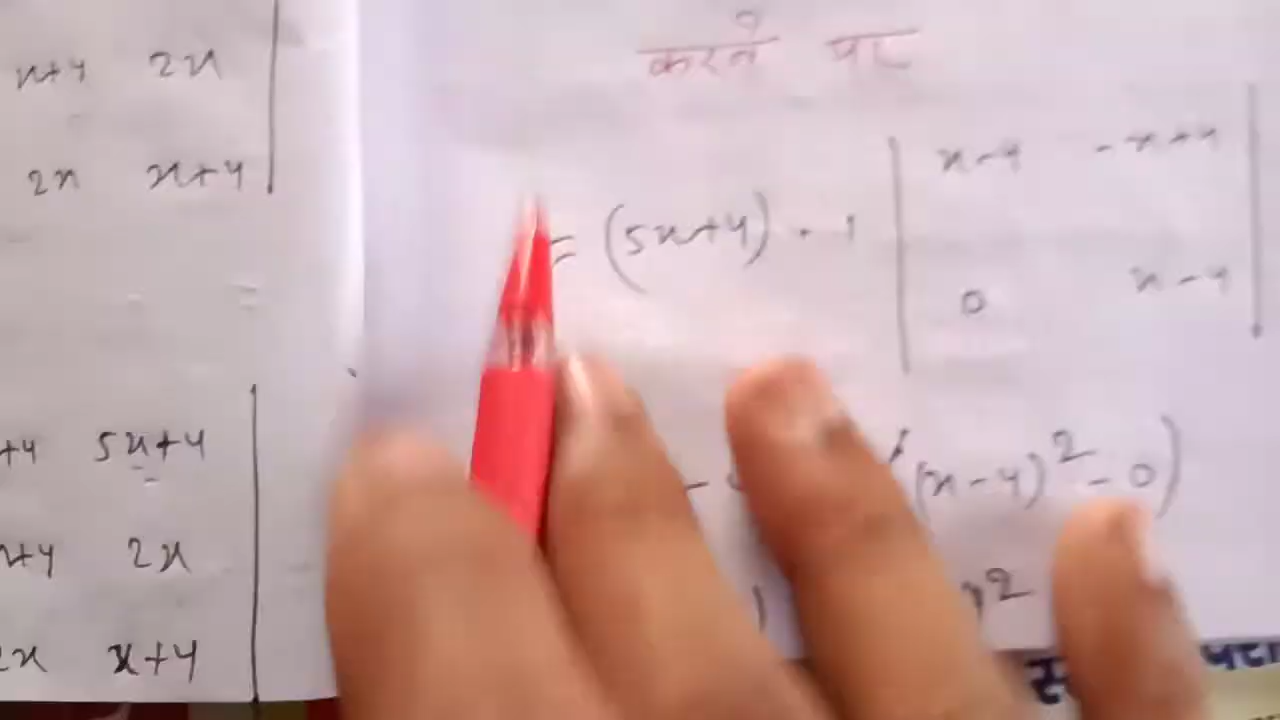 x+4 2x
2x x+4
+4 5x+4
x+4 2x
2x x+4
करने पर
= (5x+4) · 1 | x-4 -x+4 |
| 0 x-4 |
(x-4)² - 0)
)²